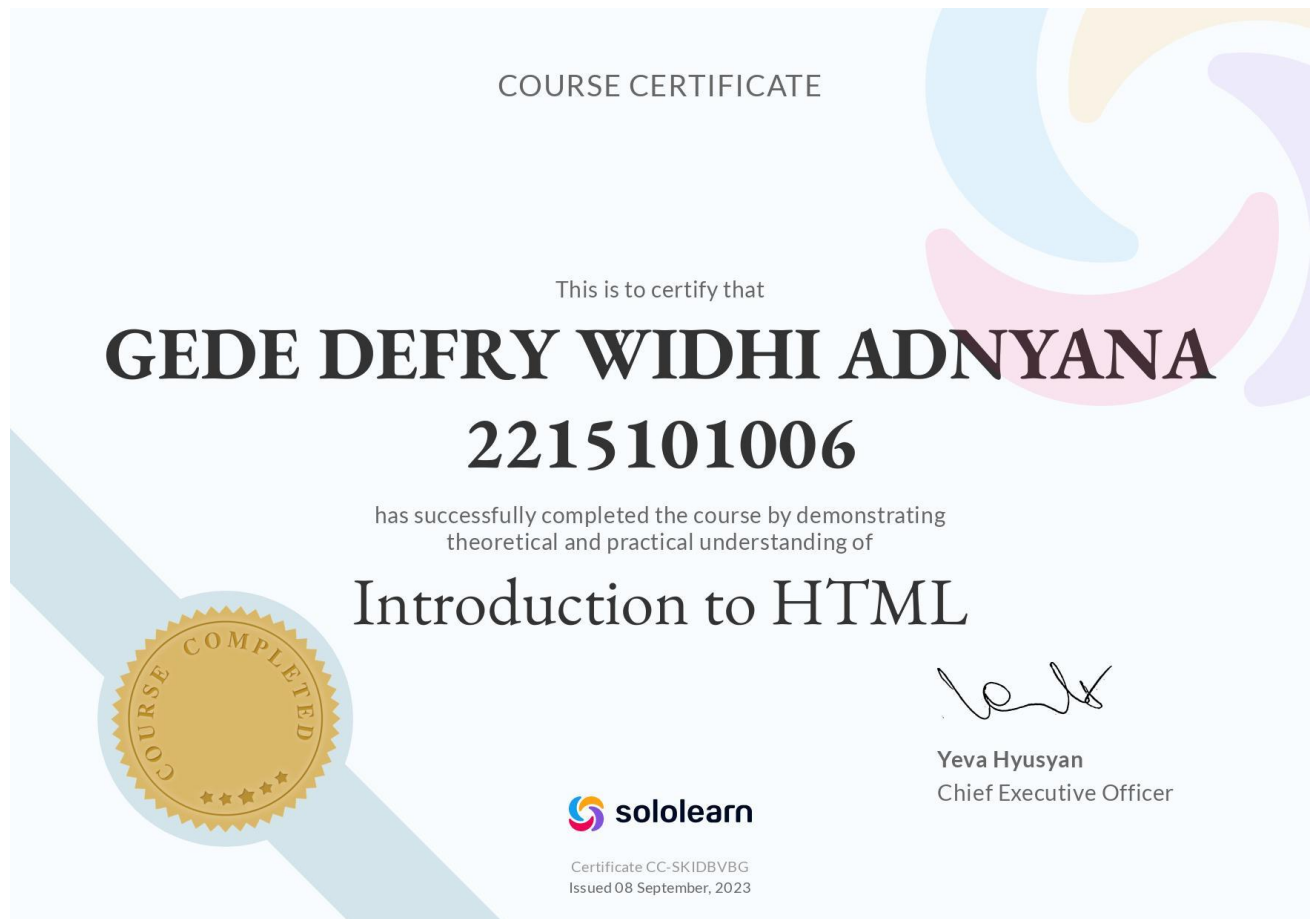 COURSE CERTIFICATE
This is to certify that
GEDE DEFRY WIDHI ADNYANA
2215101006
has successfully completed the course by demonstrating
theoretical and practical understanding of
Introduction to HTML
COURSE COMPLETED
Yeva Hyusyan
Chief Executive Officer
sololearn
Certificate CC-SKIDBVBG
Issued 08 September, 2023